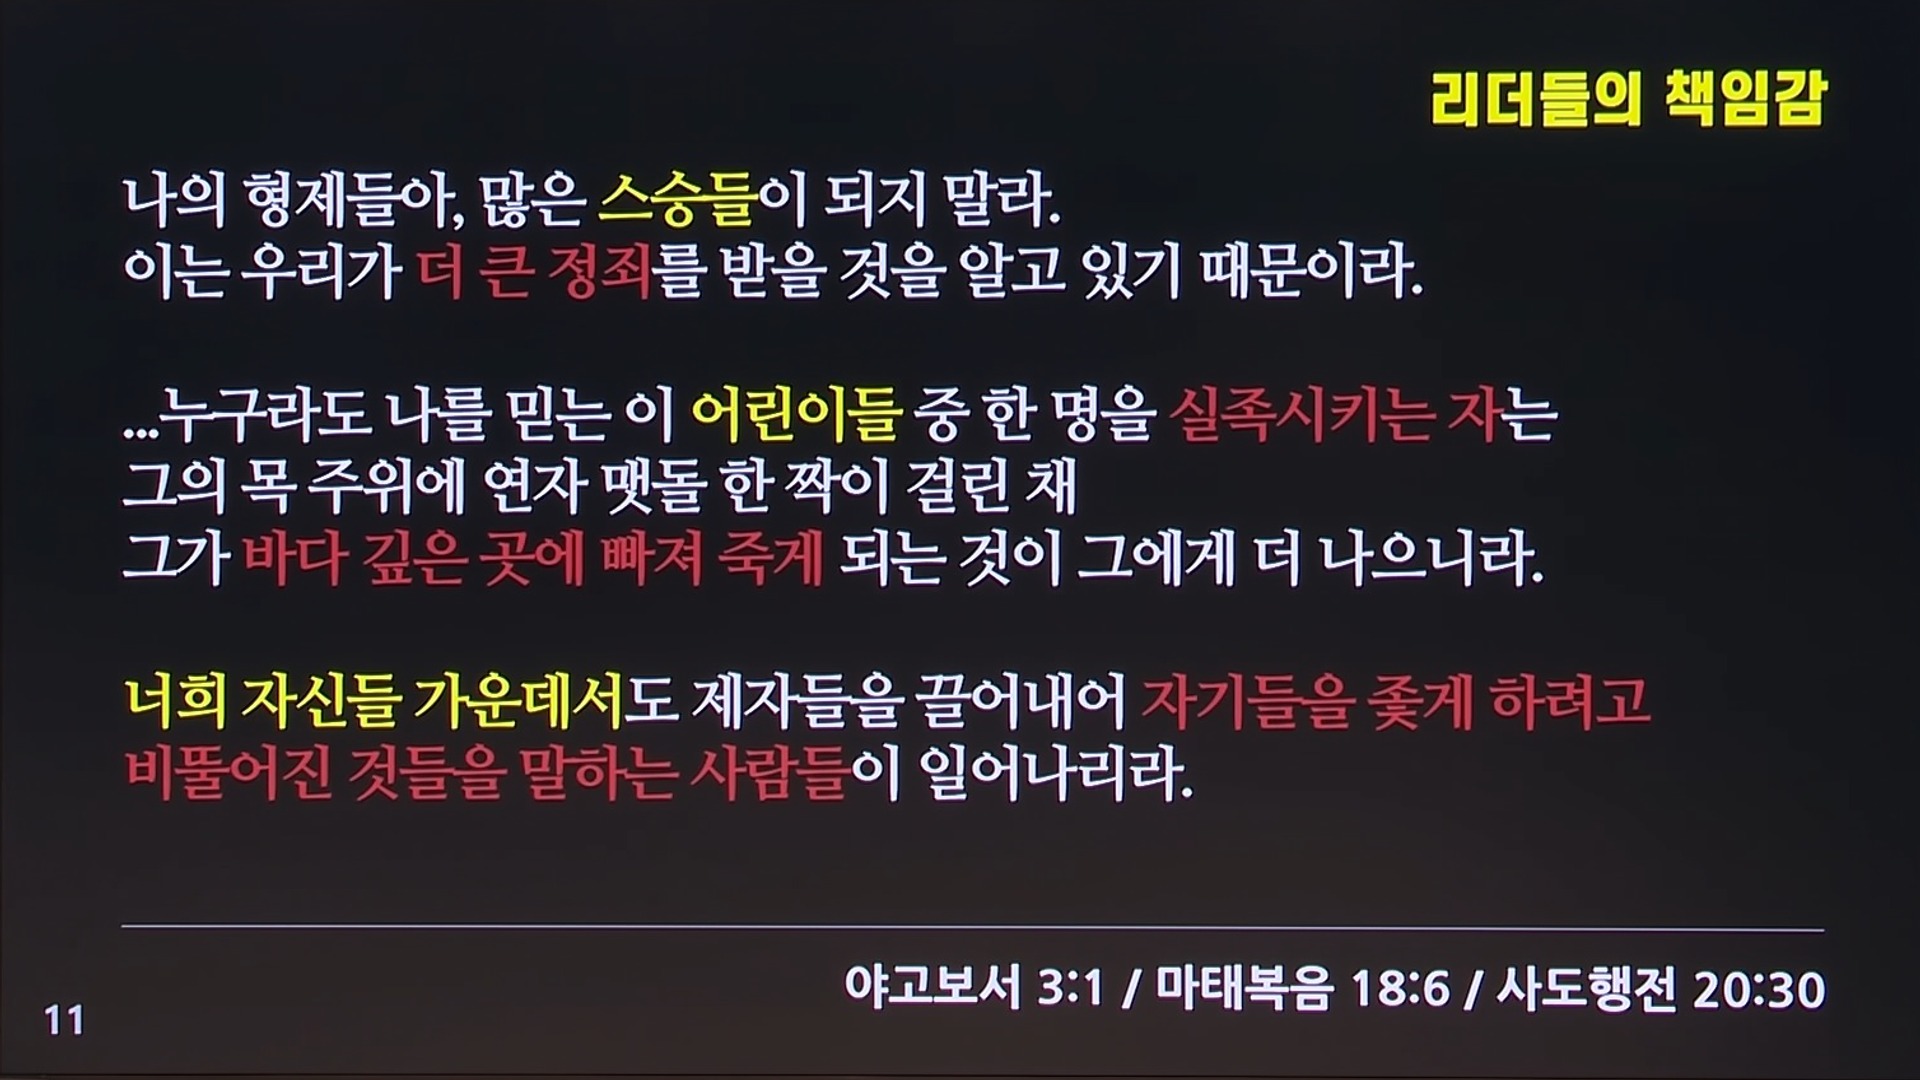 리더들의 책임감
나의 형제들아, 많은 스승들이 되지 말라.
이는 우리가 더 큰 정죄를 받을 것을 알고 있기 때문이라.
...누구라도 나를 믿는 이 어린이들 중 한 명을 실족시키는 자는
그의 목 주위에 연자 맷돌 한 짝이 걸린 채
그가 바다 깊은 곳에 빠져 죽게 되는 것이 그에게 더 나으니라.
너희 자신들 가운데서도 제자들을 끌어내어 자기들을 좇게 하려고
비뚤어진 것들을 말하는 사람들이 일어나리라.
야고보서 3:1 / 마태복음 18:6 / 사도행전 20:30
11